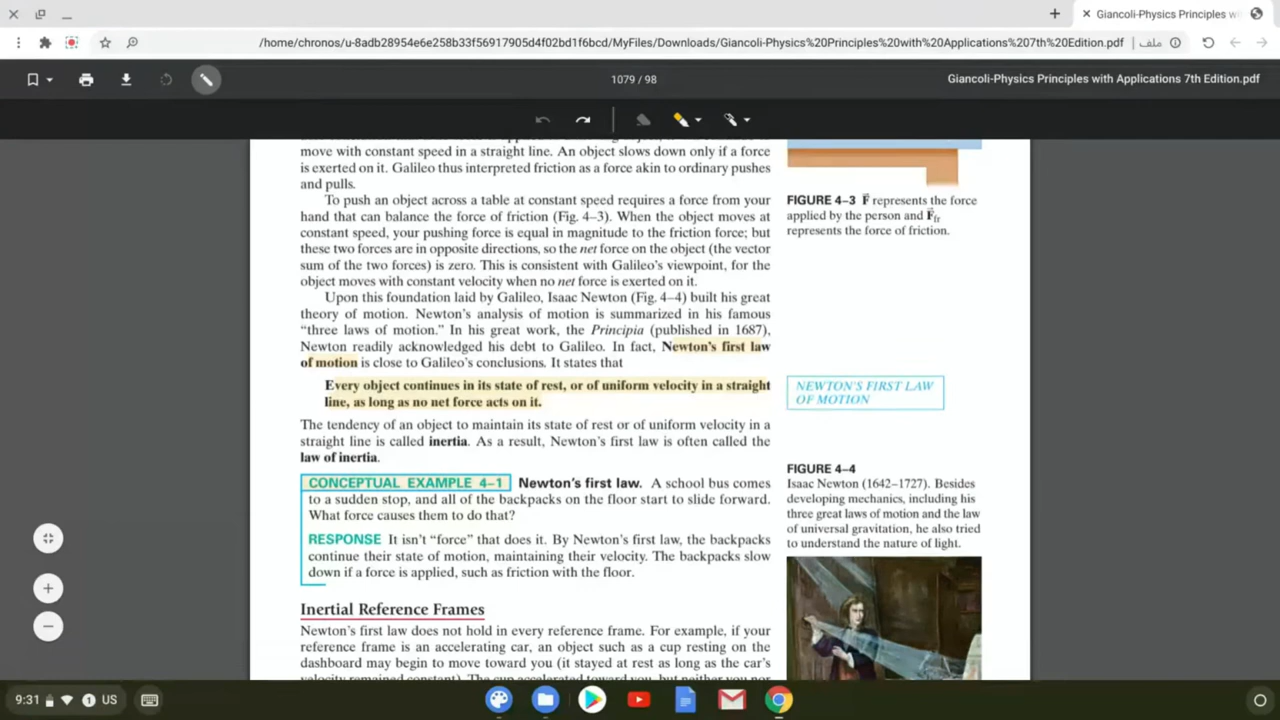 Giancoli-Physics Principles wi
/home/chronos/u-8adb28954e6e258b33f56917905d4f02bd1f6bcd/MyFiles/Downloads/Giancoli-Physics%20Principles%20with%20Applications%207th%20Edition.pdf | ملف
1079 / 98
Giancoli-Physics Principles with Applications 7th Edition.pdf
move with constant speed in a straight line. An object slows down only if a force
is exerted on it. Galileo thus interpreted friction as a force akin to ordinary pushes
and pulls.
To push an object across a table at constant speed requires a force from your
hand that can balance the force of friction (Fig. 4–3). When the object moves at
constant speed, your pushing force is equal in magnitude to the friction force; but
these two forces are in opposite directions, so the net force on the object (the vector
sum of the two forces) is zero. This is consistent with Galileo's viewpoint, for the
object moves with constant velocity when no net force is exerted on it.
Upon this foundation laid by Galileo, Isaac Newton (Fig. 4–4) built his great
theory of motion. Newton's analysis of motion is summarized in his famous
“three laws of motion.” In his great work, the Principia (published in 1687),
Newton readily acknowledged his debt to Galileo. In fact, Newton's first law
of motion is close to Galileo's conclusions. It states that
Every object continues in its state of rest, or of uniform velocity in a straight
line, as long as no net force acts on it.
The tendency of an object to maintain its state of rest or of uniform velocity in a
straight line is called inertia. As a result, Newton's first law is often called the
law of inertia.
CONCEPTUAL EXAMPLE 4–1 Newton's first law. A school bus comes
to a sudden stop, and all of the backpacks on the floor start to slide forward.
What force causes them to do that?
RESPONSE It isn't “force” that does it. By Newton's first law, the backpacks
continue their state of motion, maintaining their velocity. The backpacks slow
down if a force is applied, such as friction with the floor.
Inertial Reference Frames
Newton's first law does not hold in every reference frame. For example, if your
reference frame is an accelerating car, an object such as a cup resting on the
dashboard may begin to move toward you (it stayed at rest as long as the car's
velocity remained constant). The cup accelerated toward you, but neither you nor
FIGURE 4–3 F⃗ represents the force
applied by the person and F⃗fr
represents the force of friction.
NEWTON'S FIRST LAW
OF MOTION
FIGURE 4–4
Isaac Newton (1642–1727). Besides
developing mechanics, including his
three great laws of motion and the law
of universal gravitation, he also tried
to understand the nature of light.
9:31
1
US